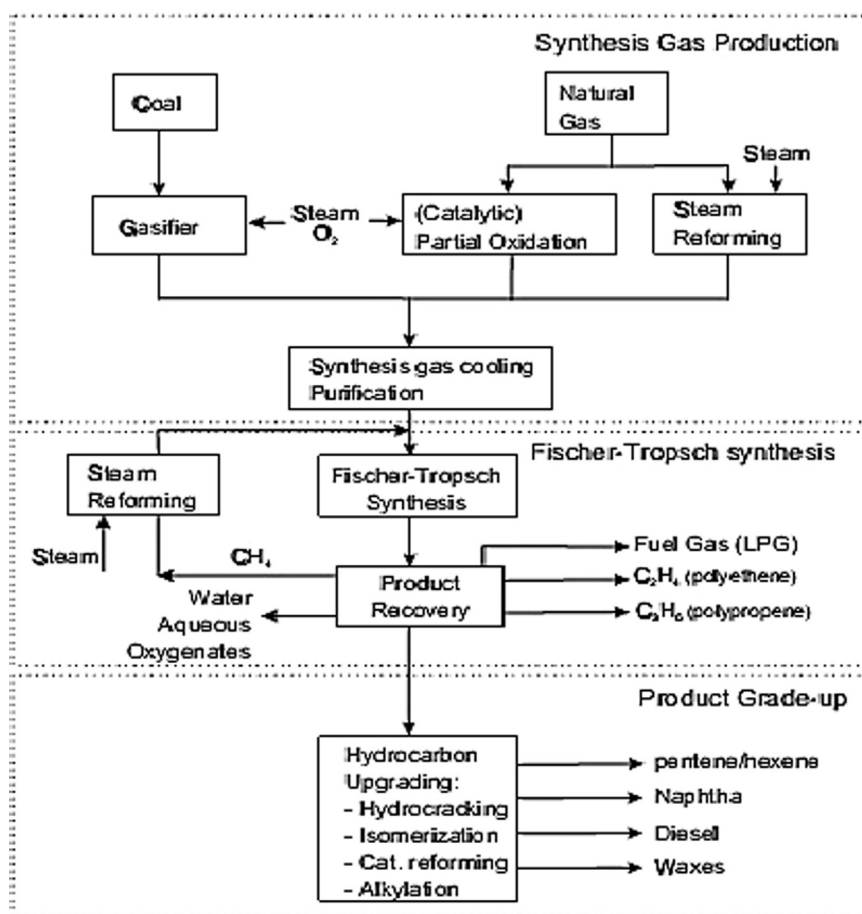 Synthesis Gas Production
Coal
Natural
Gas
Steam
Gasifier
Steam
O₂
(Catalytic)
Partial Oxidation
Steam
Reforming
Synthesis gas cooling
Purification
Fischer-Tropsch synthesis
Steam
Reforming
Fischer-Tropsch
Synthesis
Steam
CH₄
Product
Recovery
Fuel Gas (LPG)
C₂H₄ (polyethene)
C₃H₆ (polypropene)
Water
Aqueous
Oxygenates
Product Grade-up
Hydrocarbon
Upgrading:
- Hydrocracking
- Isomerization
- Cat. reforming
- Alkylation
pentene/hexene
Naphtha
Diesel
Waxes